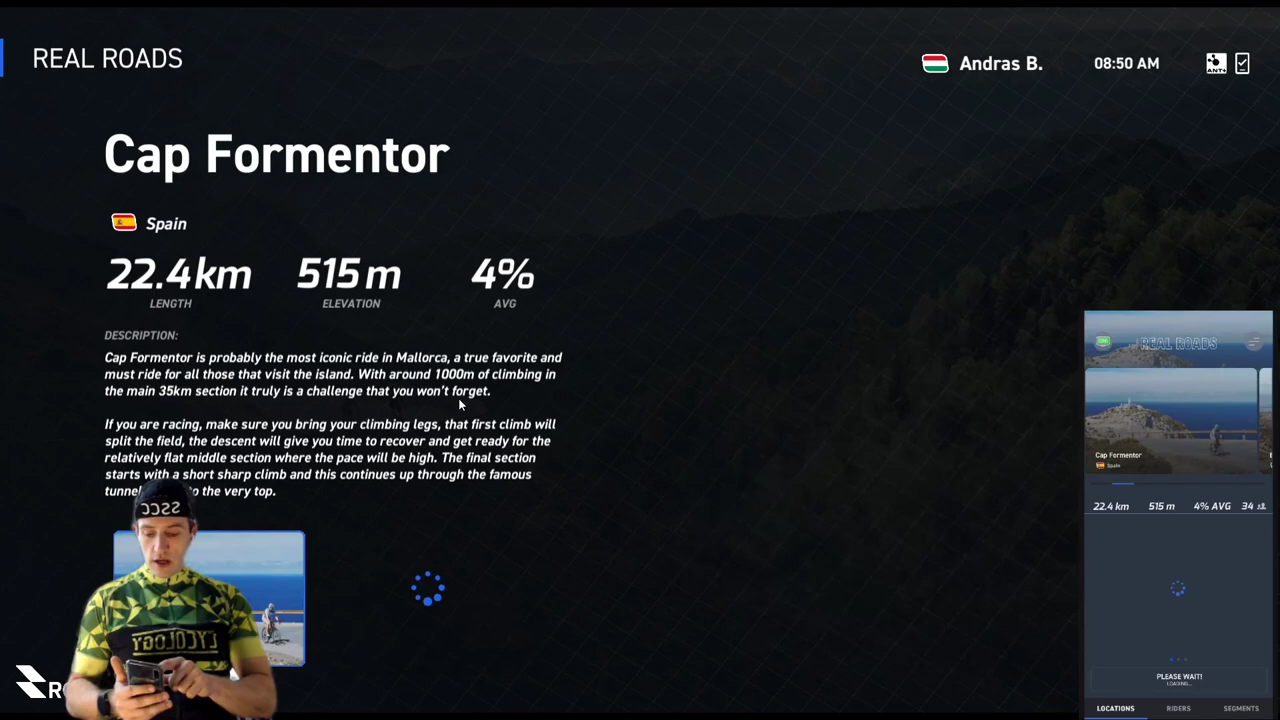 REAL ROADS
Andras B.
08:50 AM
ANT+
Cap Formentor
Spain
22.4 km
515 m
4%
LENGTH
ELEVATION
AVG
DESCRIPTION:
Cap Formentor is probably the most iconic ride in Mallorca, a true favorite and
must ride for all those that visit the island. With around 1000m of climbing in
the main 35km section it truly is a challenge that you won't forget.
If you are racing, make sure you bring your climbing legs, that first climb will
split the field, the descent will give you time to recover and get ready for the
relatively flat middle section where the pace will be high. The final section
starts with a short sharp climb and this continues up through the famous
to the very top.
SSCC
CYCOLOGY
REAL ROADS
Cap Formentor
Spain
22.4 km
515 m
4% AVG
34
PLEASE WAIT!
LOADING...
LOCATIONS
RIDERS
SEGMENTS